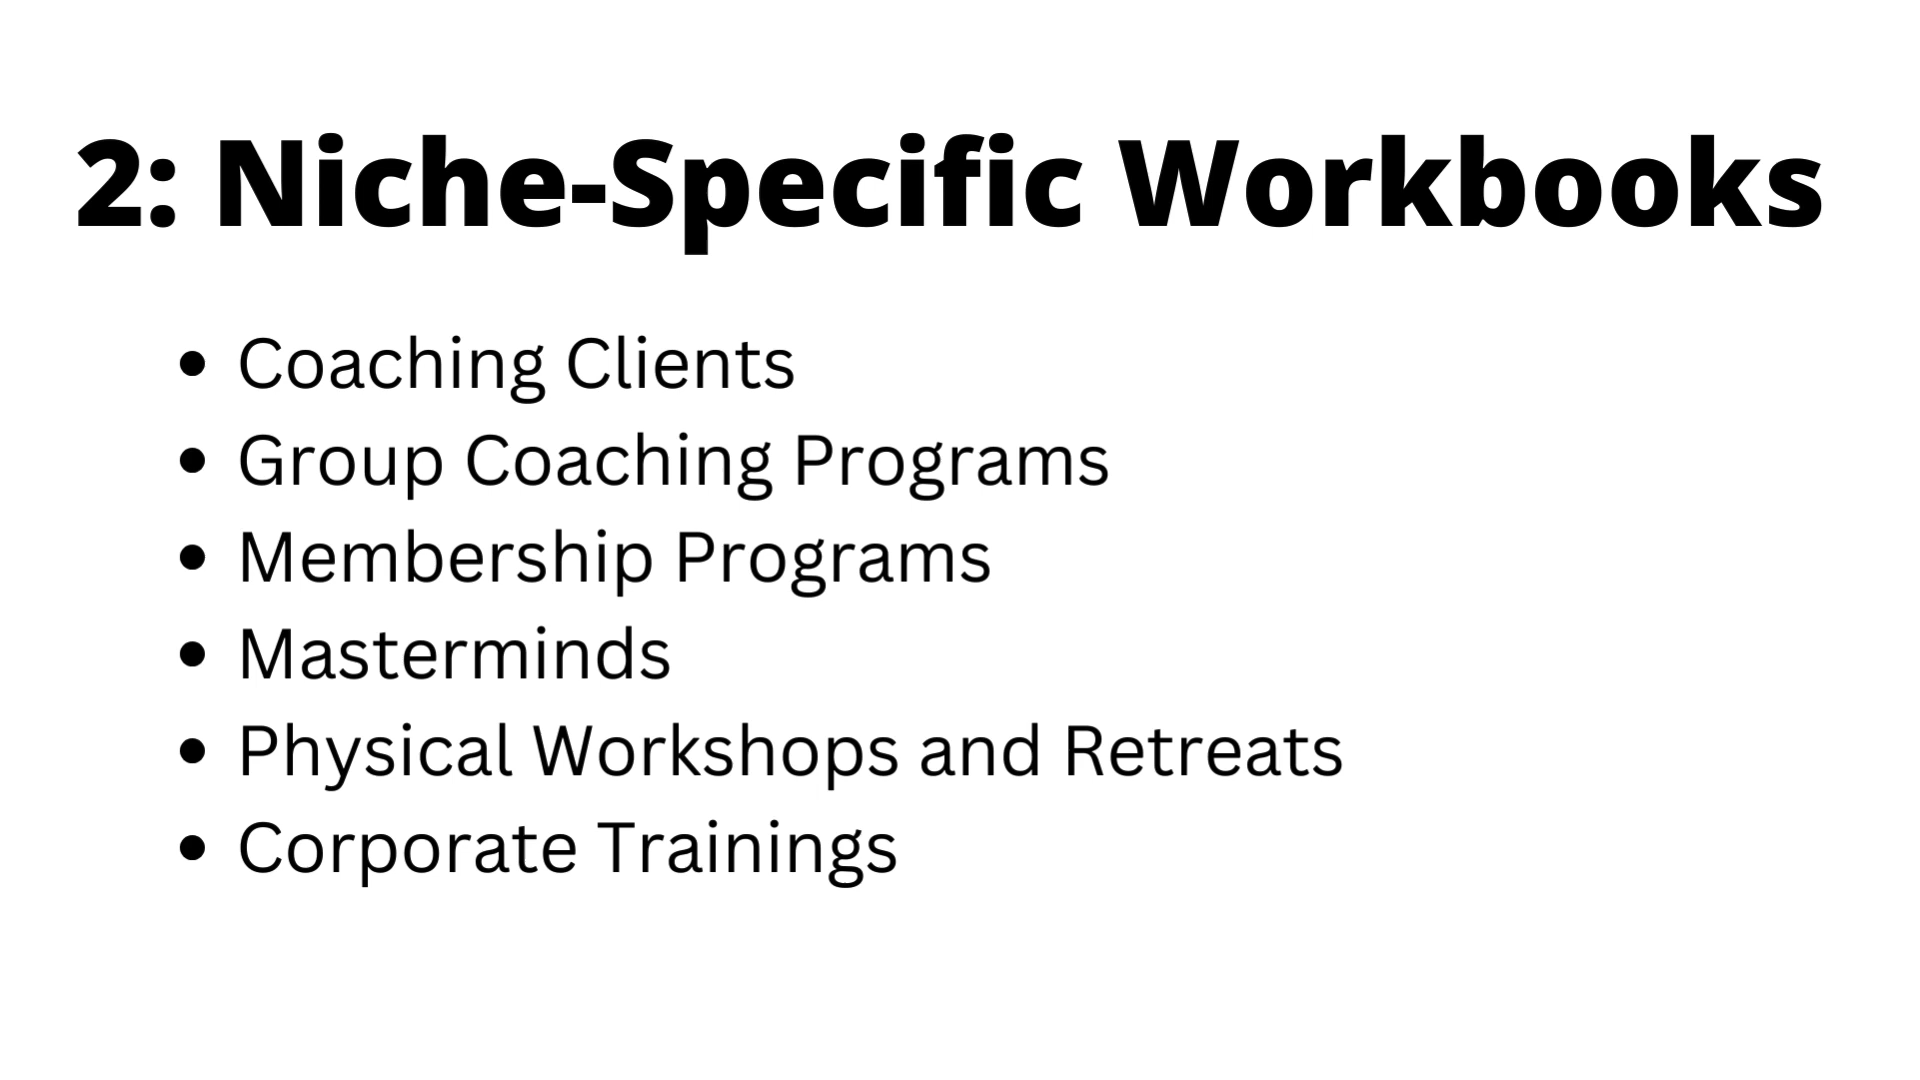 2: Niche-Specific Workbooks
• Coaching Clients
• Group Coaching Programs
• Membership Programs
• Masterminds
• Physical Workshops and Retreats
• Corporate Trainings